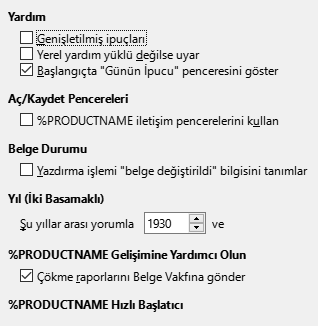 Yardım
Genişletilmiş ipuçları
Yerel yardım yüklü değilse uyar
Başlangıçta "Günün İpucu" penceresini göster
Aç/Kaydet Pencereleri
%PRODUCTNAME iletişim pencerelerini kullan
Belge Durumu
Yazdırma işlemi "belge değiştirildi" bilgisini tanımlar
Yıl (İki Basamaklı)
Şu yıllar arası yorumla 1930 ve
%PRODUCTNAME Gelişimine Yardımcı Olun
Çökme raporlarını Belge Vakfına gönder
%PRODUCTNAME Hızlı Başlatıcı